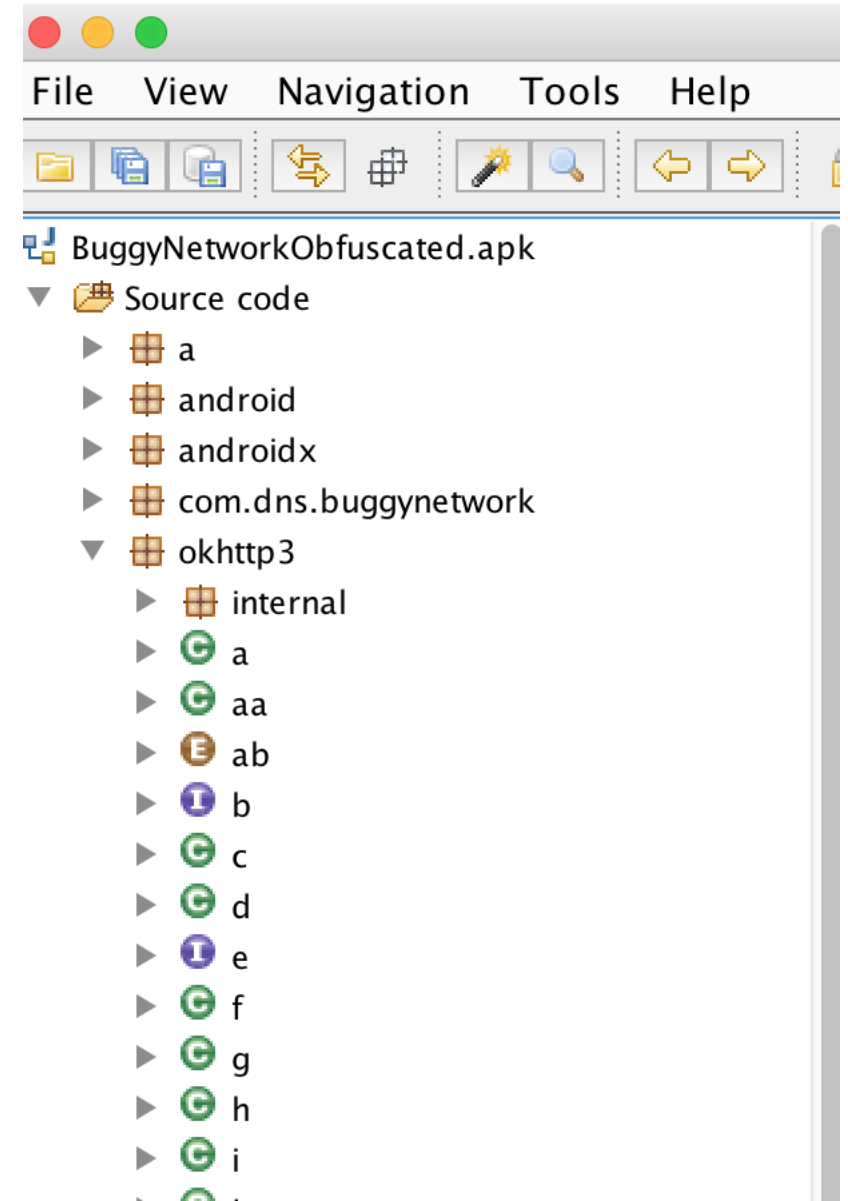 File View Navigation Tools Help
BuggyNetworkObfuscated.apk
Source code
a
android
androidx
com.dns.buggynetwork
okhttp3
internal
C a
C aa
E ab
I b
C c
C d
I e
C f
C g
C h
C i